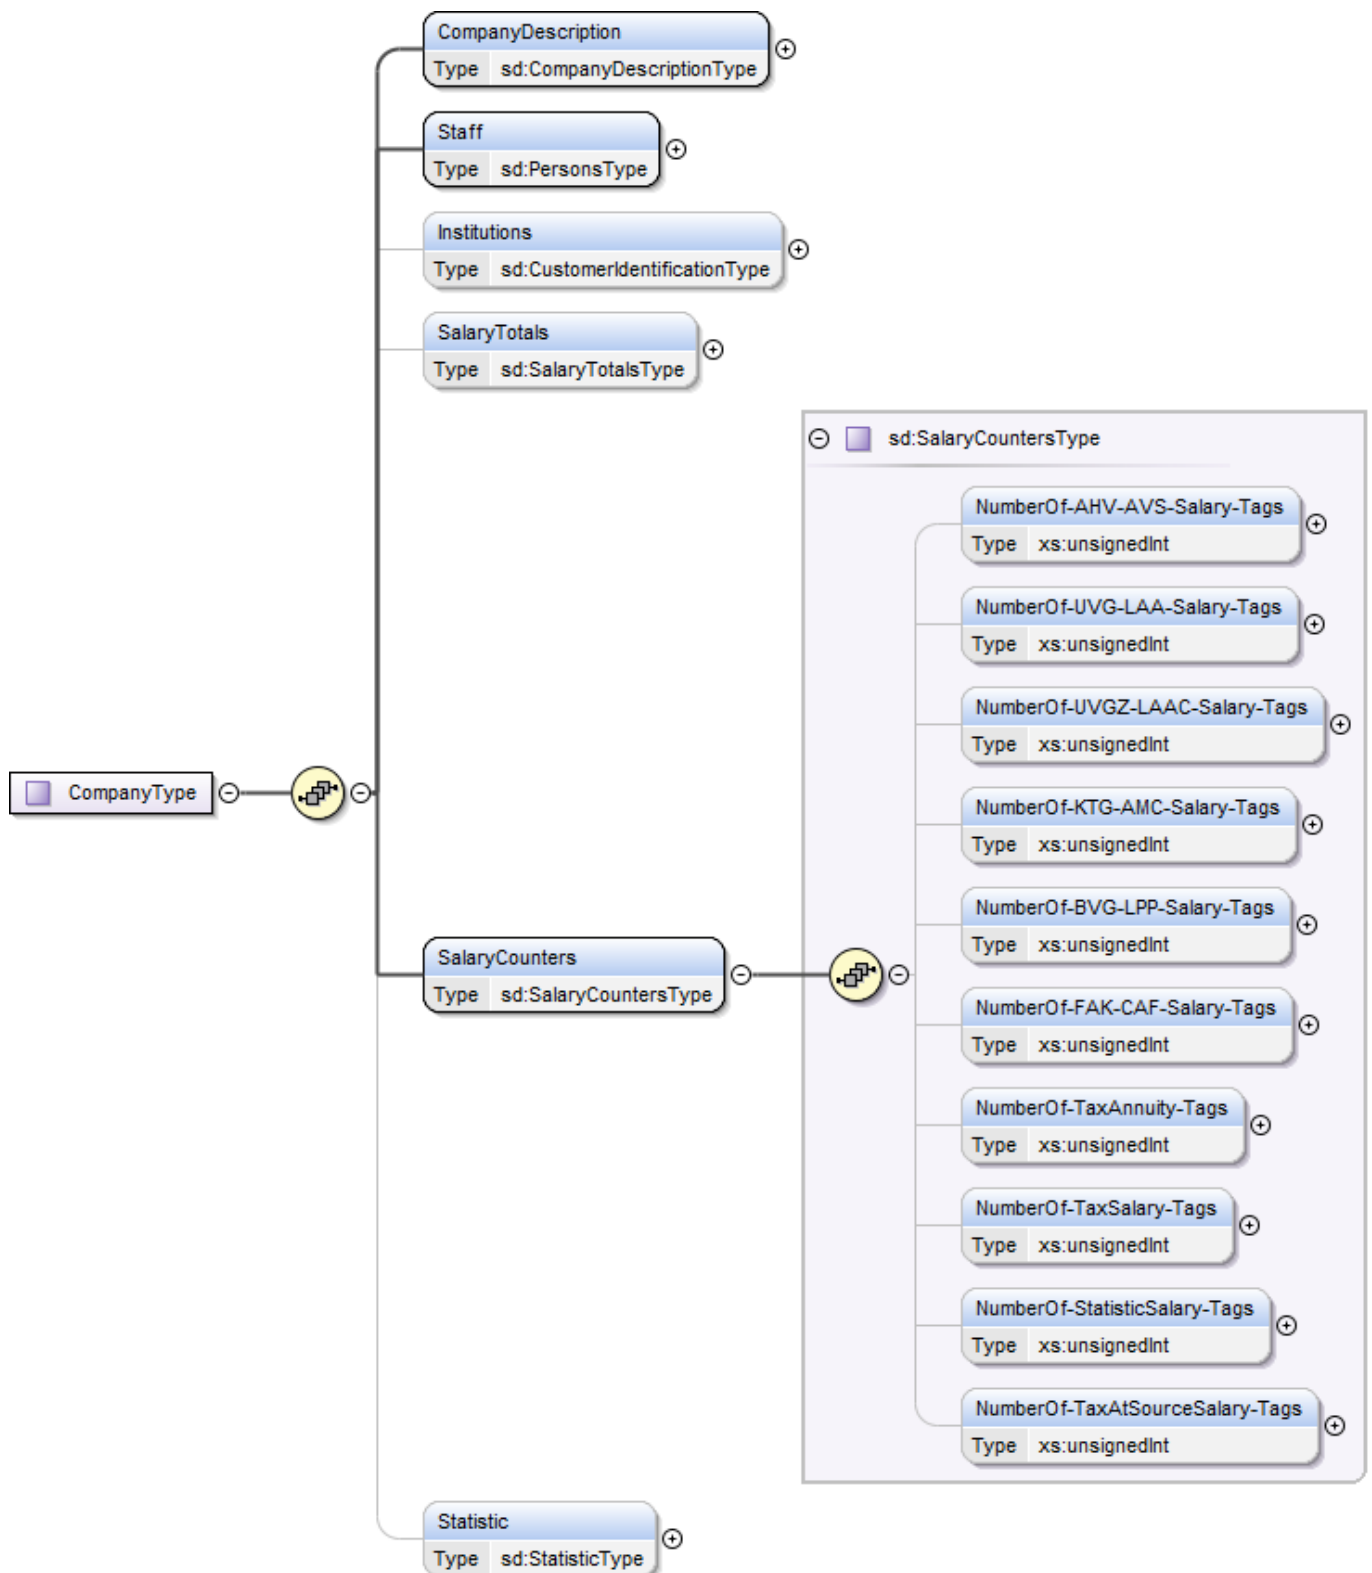 CompanyDescription
Type sd:CompanyDescriptionType
Staff
Type sd:PersonsType
Institutions
Type sd:CustomerIdentificationType
SalaryTotals
Type sd:SalaryTotalsType
sd:SalaryCountersType
NumberOf-AHV-AVS-Salary-Tags
Type xs:unsignedInt
NumberOf-UVG-LAA-Salary-Tags
Type xs:unsignedInt
NumberOf-UVGZ-LAAC-Salary-Tags
Type xs:unsignedInt
CompanyType
NumberOf-KTG-AMC-Salary-Tags
Type xs:unsignedInt
NumberOf-BVG-LPP-Salary-Tags
Type xs:unsignedInt
SalaryCounters
Type sd:SalaryCountersType
NumberOf-FAK-CAF-Salary-Tags
Type xs:unsignedInt
NumberOf-TaxAnnuity-Tags
Type xs:unsignedInt
NumberOf-TaxSalary-Tags
Type xs:unsignedInt
NumberOf-StatisticSalary-Tags
Type xs:unsignedInt
NumberOf-TaxAtSourceSalary-Tags
Type xs:unsignedInt
Statistic
Type sd:StatisticType